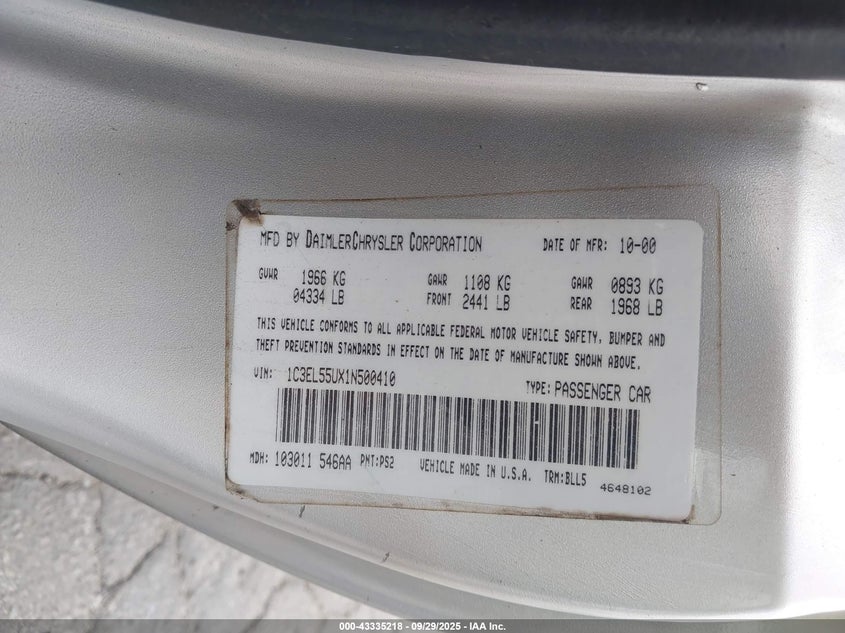 MFD BY DAIMLERCHRYSLER CORPORATION DATE OF MFR: 10-00
GVWR 1966 KG GAWR 1108 KG GAWR 0893 KG
04334 LB FRONT 2441 LB REAR 1968 LB
THIS VEHICLE CONFORMS TO ALL APPLICABLE FEDERAL MOTOR VEHICLE SAFETY, BUMPER AND
THEFT PREVENTION STANDARDS IN EFFECT ON THE DATE OF MANUFACTURE SHOWN ABOVE.
VIN: 1C3EL55UX1N500410 TYPE: PASSENGER CAR
MDH: 103011 546AA PNT:PS2 VEHICLE MADE IN U.S.A. TRM:BLL5
4648102
000-43335218 - 09/29/2025 - IAA Inc.